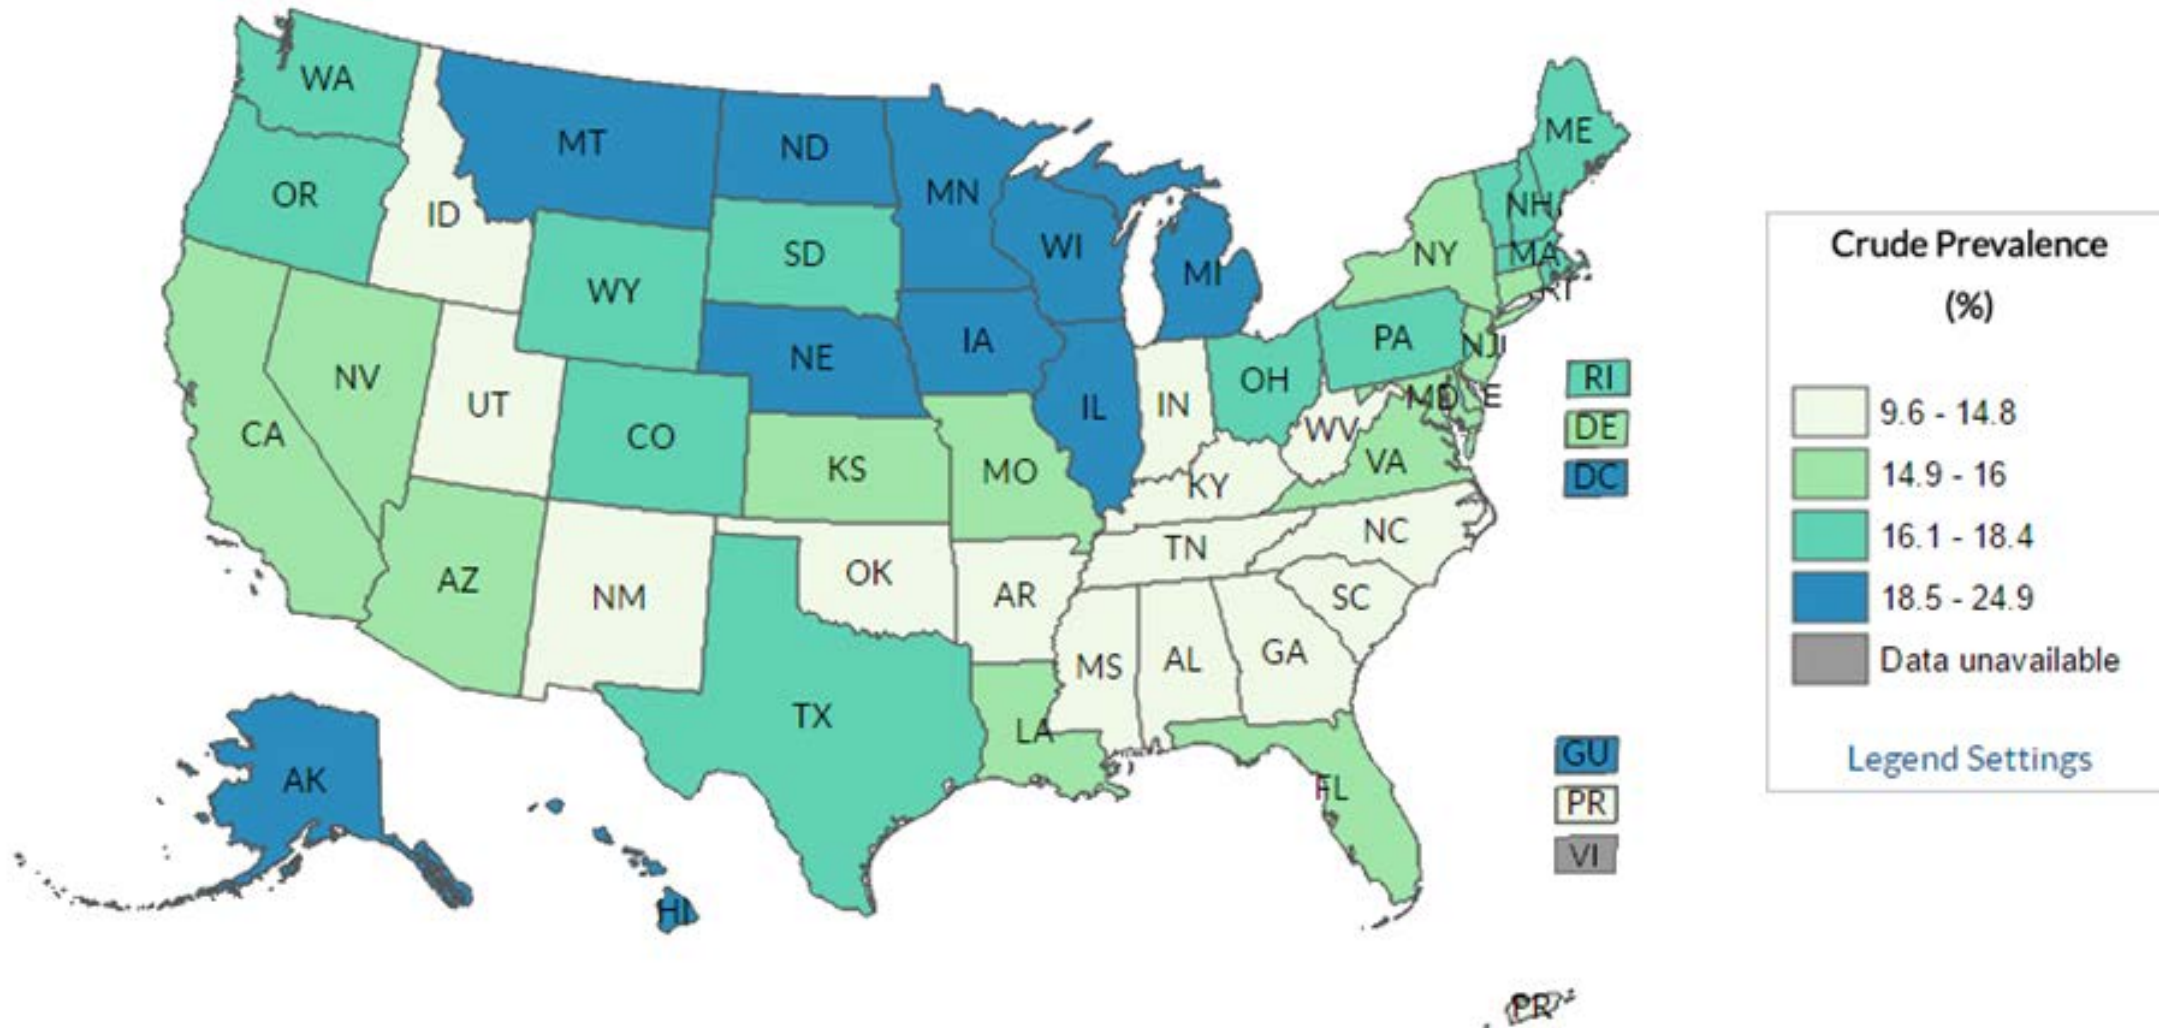 WA
MT
ND
ME
OR
ID
MN
NH
WI
NY
MA
SD
MI
WY
RI
PA
NJ
NE
IA
OH
NV
UT
IL
IN
MD
E
CA
CO
WV
KS
MO
VA
KY
NC
TN
OK
AZ
NM
AR
SC
MS
AL
GA
TX
LA
FL
AK
HI
PR
RI
DE
DC
GU
PR
VI
Crude Prevalence
(%)
9.6 - 14.8
14.9 - 16
16.1 - 18.4
18.5 - 24.9
Data unavailable
Legend Settings